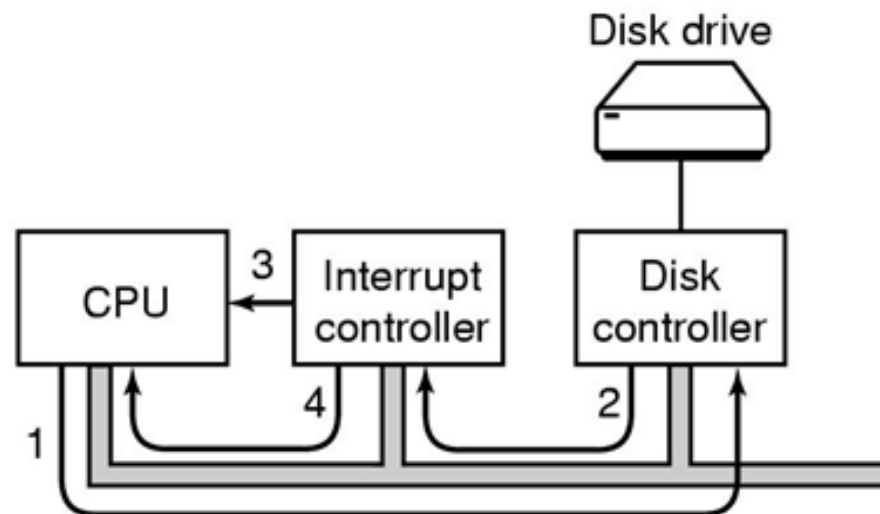 Disk drive
CPU
3
Interrupt
controller
Disk
controller
1
4
2